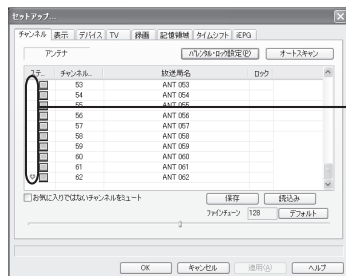 セットアップ...
チャンネル 表示 デバイス TV 録画 記憶領域 タイムシフト iEPG
アンテナ パレンタル・ロック設定(P) オートスキャン
ステ... チャンネル... 放送局名 ロック
53 ANT 053
54 ANT 054
55 ANT 055
56 ANT 056
57 ANT 057
58 ANT 058
59 ANT 059
60 ANT 060
61 ANT 061
62 ANT 062
お気に入りではないチャンネルをミュート 保存 読込み
ファインチューン 128 デフォルト
OK キャンセル 適用(A) ヘルプ